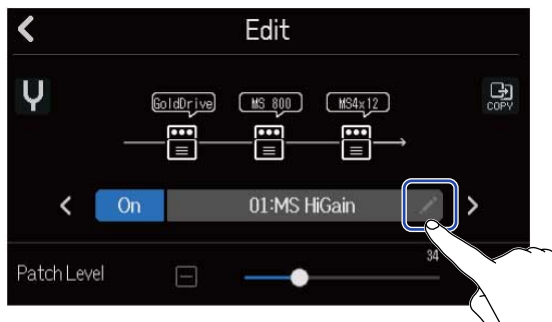 Edit
GoldDrive MS 800 MS4x12
COPY
On 01:MS HiGain
34
Patch Level